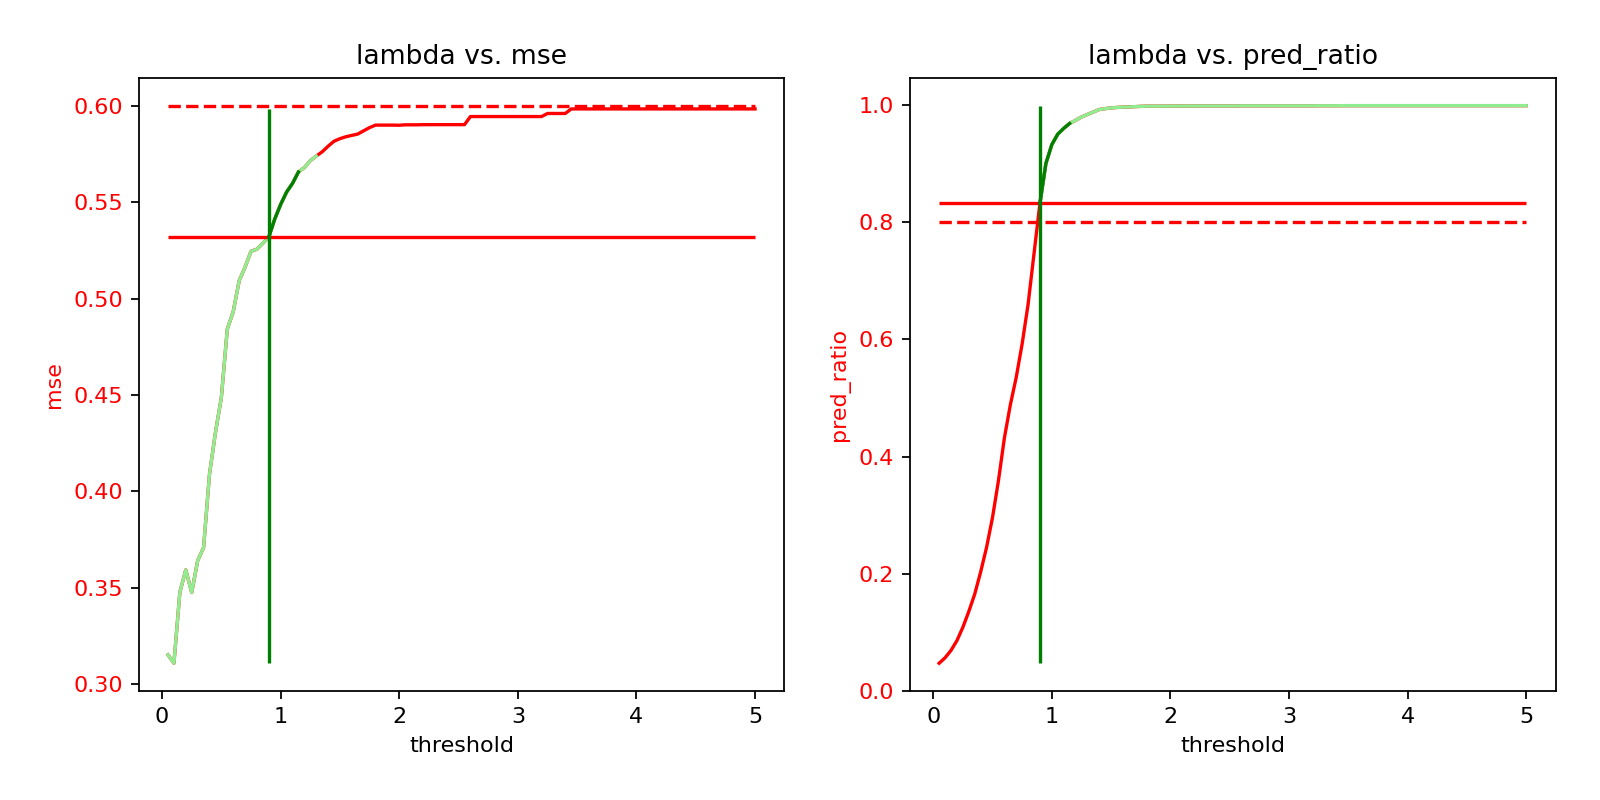 lambda vs. mse
mse
0.60
0.55
0.50
0.45
0.40
0.35
0.30
0 1 2 3 4 5
threshold
lambda vs. pred_ratio
pred_ratio
1.0
0.8
0.6
0.4
0.2
0.0
0 1 2 3 4 5
threshold